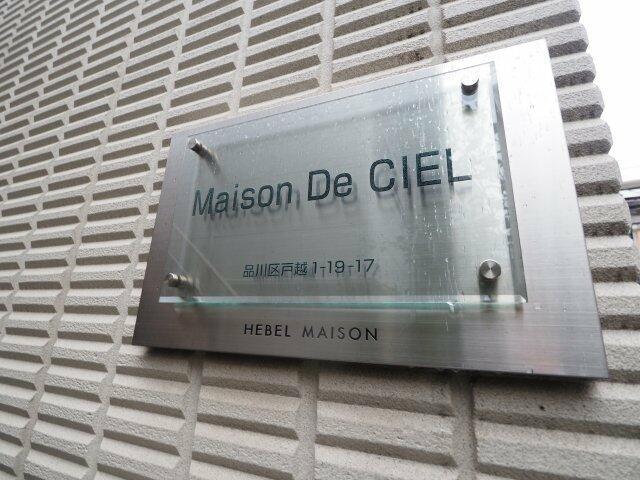 Maison De CIEL
品川区戸越1-19-17
HEBEL MAISON